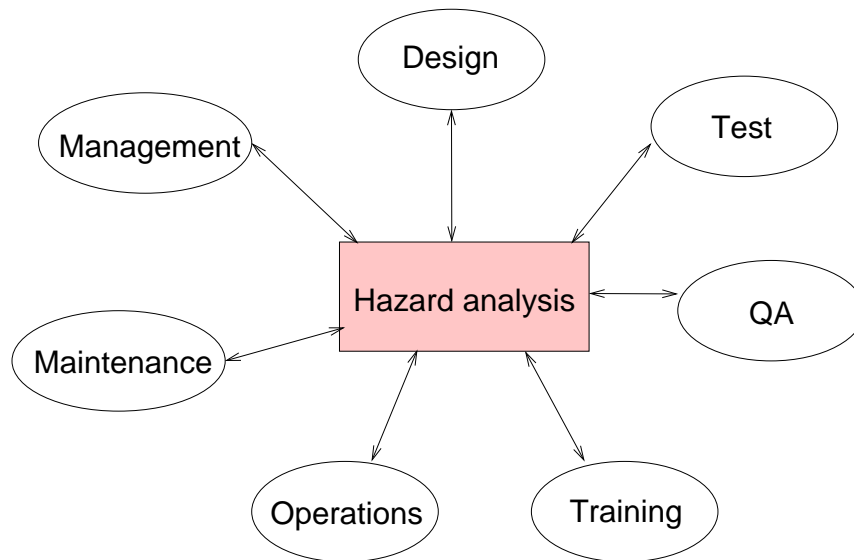 Design
Management
Test
Hazard analysis
QA
Maintenance
Operations
Training